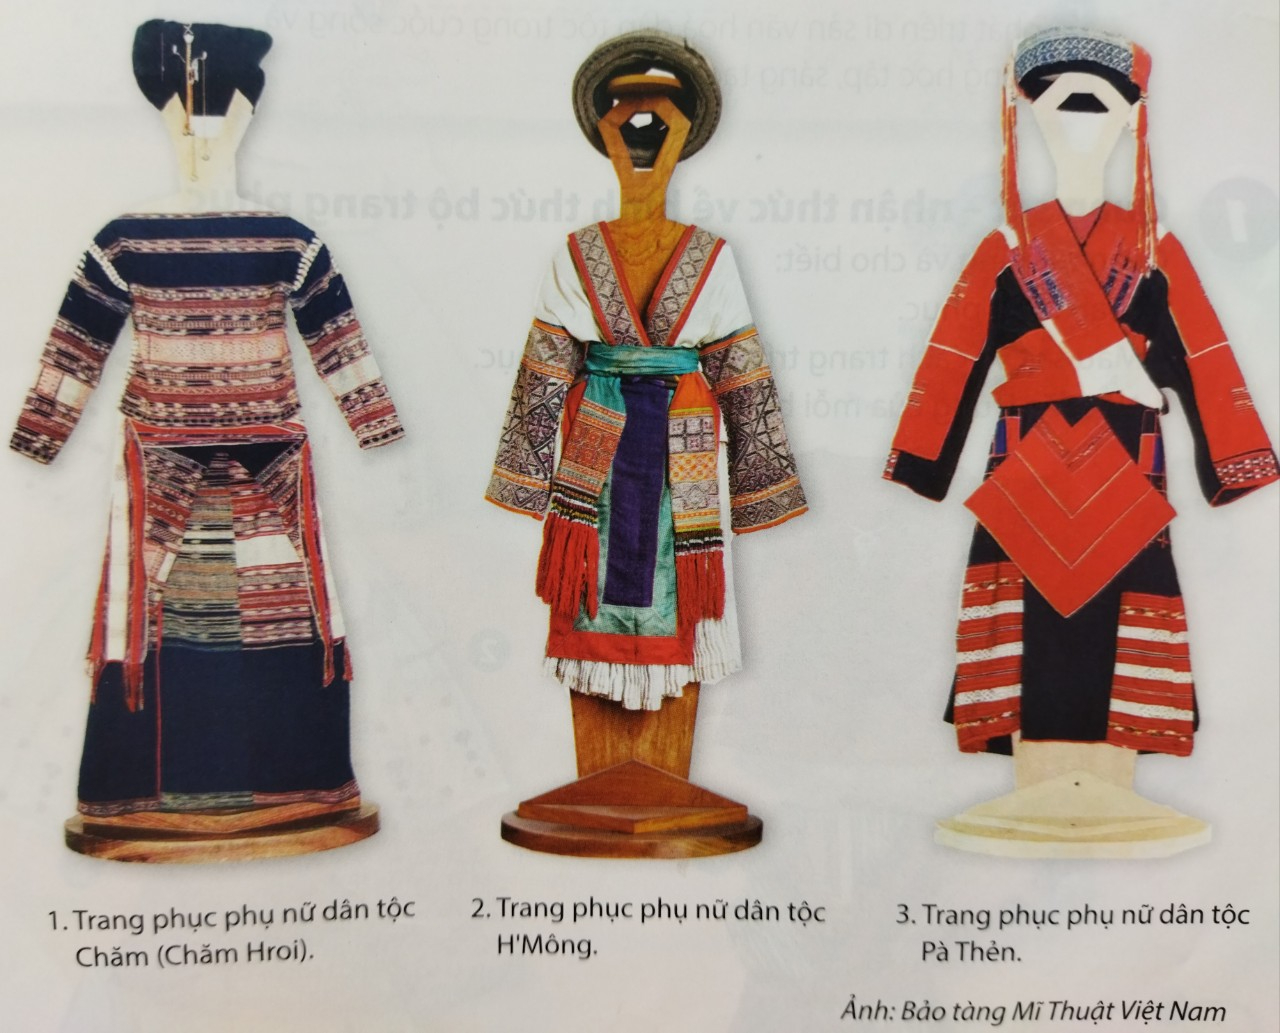 1. Trang phục phụ nữ dân tộc
Chăm (Chăm Hroi).
2. Trang phục phụ nữ dân tộc
H'Mông.
3. Trang phục phụ nữ dân tộc
Pà Thẻn.
Ảnh: Bảo tàng Mĩ Thuật Việt Nam